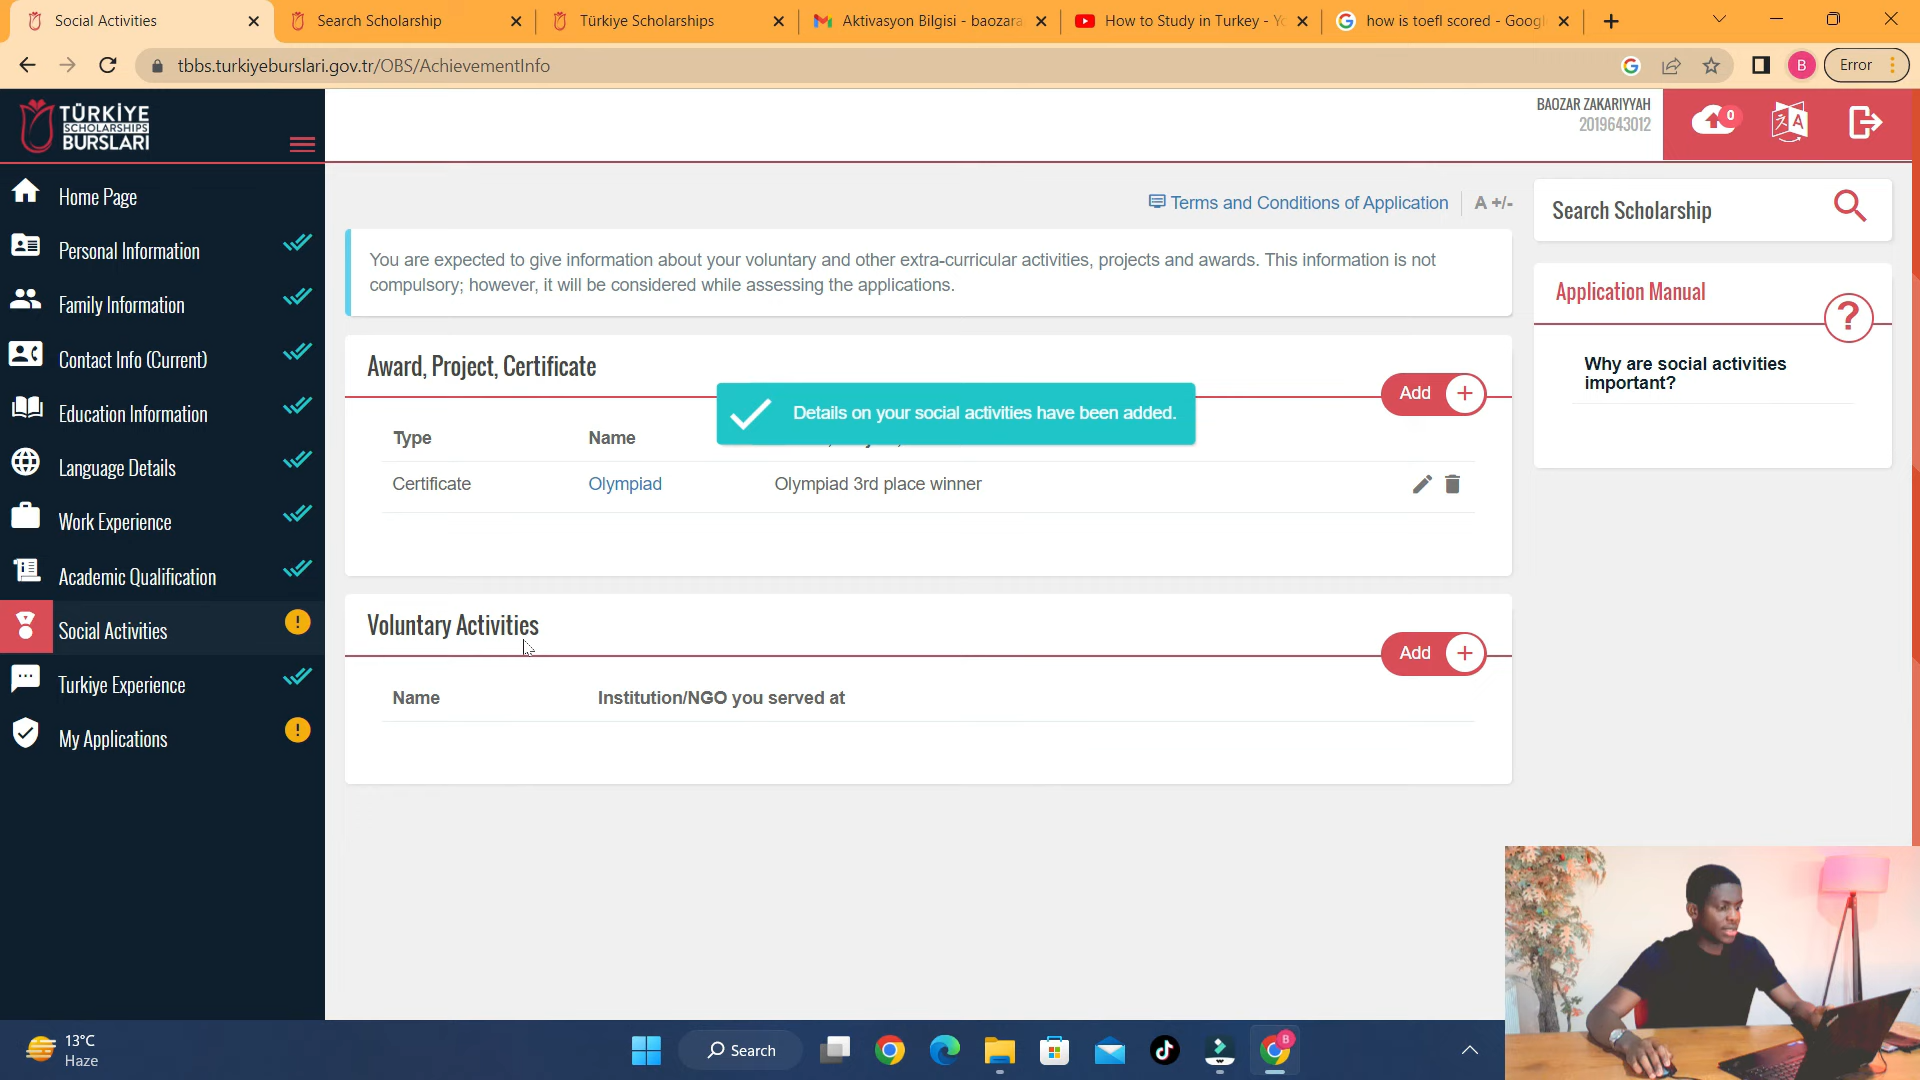 Social Activities
Search Scholarship
Türkiye Scholarships
Aktivasyon Bilgisi - baozara
How to Study in Turkey - Yo
how is toefl scored - Googl
tbbs.turkiyeburslari.gov.tr/OBS/AchievementInfo
B
Error
TÜRKİYE
SCHOLARSHIPS
BURSLARI
BAOZAR ZAKARIYYAH
2019643012
0
A
Home Page
Personal Information
Family Information
Contact Info (Current)
Education Information
Language Details
Work Experience
Academic Qualification
Social Activities
!
Turkiye Experience
My Applications
!
Terms and Conditions of Application
A +/-
You are expected to give information about your voluntary and other extra-curricular activities, projects and awards. This information is not
compulsory; however, it will be considered while assessing the applications.
Award, Project, Certificate
Add +
Details on your social activities have been added.
Type Name
Certificate Olympiad Olympiad 3rd place winner
Voluntary Activities
Add +
Name Institution/NGO you served at
Search Scholarship
Application Manual
?
Why are social activities
important?
13°C
Haze
Search
B